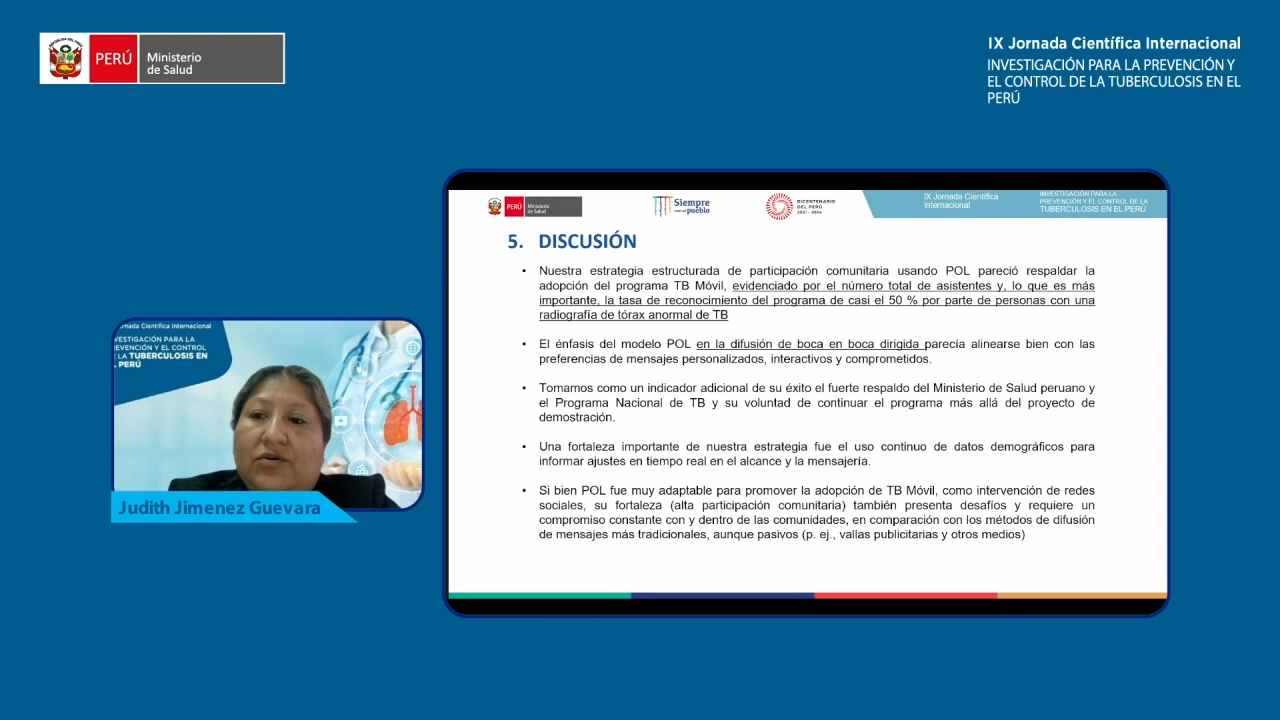 PERÚ
Ministerio
de Salud
IX Jornada Científica Internacional
INVESTIGACIÓN PARA LA PREVENCIÓN Y
EL CONTROL DE LA TUBERCULOSIS EN EL
PERÚ
PERÚ
Ministerio
de Salud
Siempre
con el pueblo
BICENTENARIO
DEL PERÚ
2021 - 2024
IX Jornada Científica
Internacional
INVESTIGACIÓN PARA LA
PREVENCIÓN Y EL CONTROL DE LA
TUBERCULOSIS EN EL PERÚ
5. DISCUSIÓN
• Nuestra estrategia estructurada de participación comunitaria usando POL pareció respaldar la
adopción del programa TB Móvil, evidenciado por el número total de asistentes y, lo que es más
importante, la tasa de reconocimiento del programa de casi el 50 % por parte de personas con una
radiografía de tórax anormal de TB
• El énfasis del modelo POL en la difusión de boca en boca dirigida parecía alinearse bien con las
preferencias de mensajes personalizados, interactivos y comprometidos.
• Tomamos como un indicador adicional de su éxito el fuerte respaldo del Ministerio de Salud peruano y
el Programa Nacional de TB y su voluntad de continuar el programa más allá del proyecto de
demostración.
• Una fortaleza importante de nuestra estrategia fue el uso continuo de datos demográficos para
informar ajustes en tiempo real en el alcance y la mensajería.
• Si bien POL fue muy adaptable para promover la adopción de TB Móvil, como intervención de redes
sociales, su fortaleza (alta participación comunitaria) también presenta desafíos y requiere un
compromiso constante con y dentro de las comunidades, en comparación con los métodos de difusión
de mensajes más tradicionales, aunque pasivos (p. ej., vallas publicitarias y otros medios)
rnada Científica Internacional
VESTIGACIÓN PARA LA
EVENCIÓN Y EL CONTROL
LA TUBERCULOSIS EN
PERÚ
Judith Jimenez Guevara